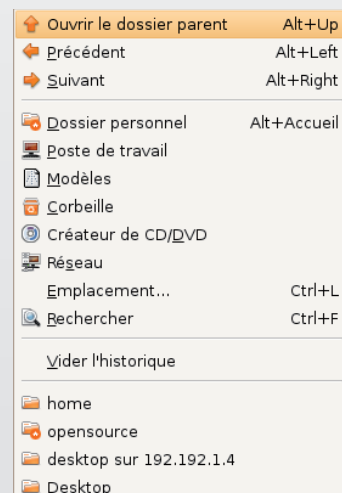 Ouvrir le dossier parent Alt+Up
Précédent Alt+Left
Suivant Alt+Right
Dossier personnel Alt+Accueil
Poste de travail
Modèles
Corbeille
Créateur de CD/DVD
Réseau
Emplacement... Ctrl+L
Rechercher Ctrl+F
Vider l'historique
home
opensource
desktop sur 192.192.1.4
Desktop